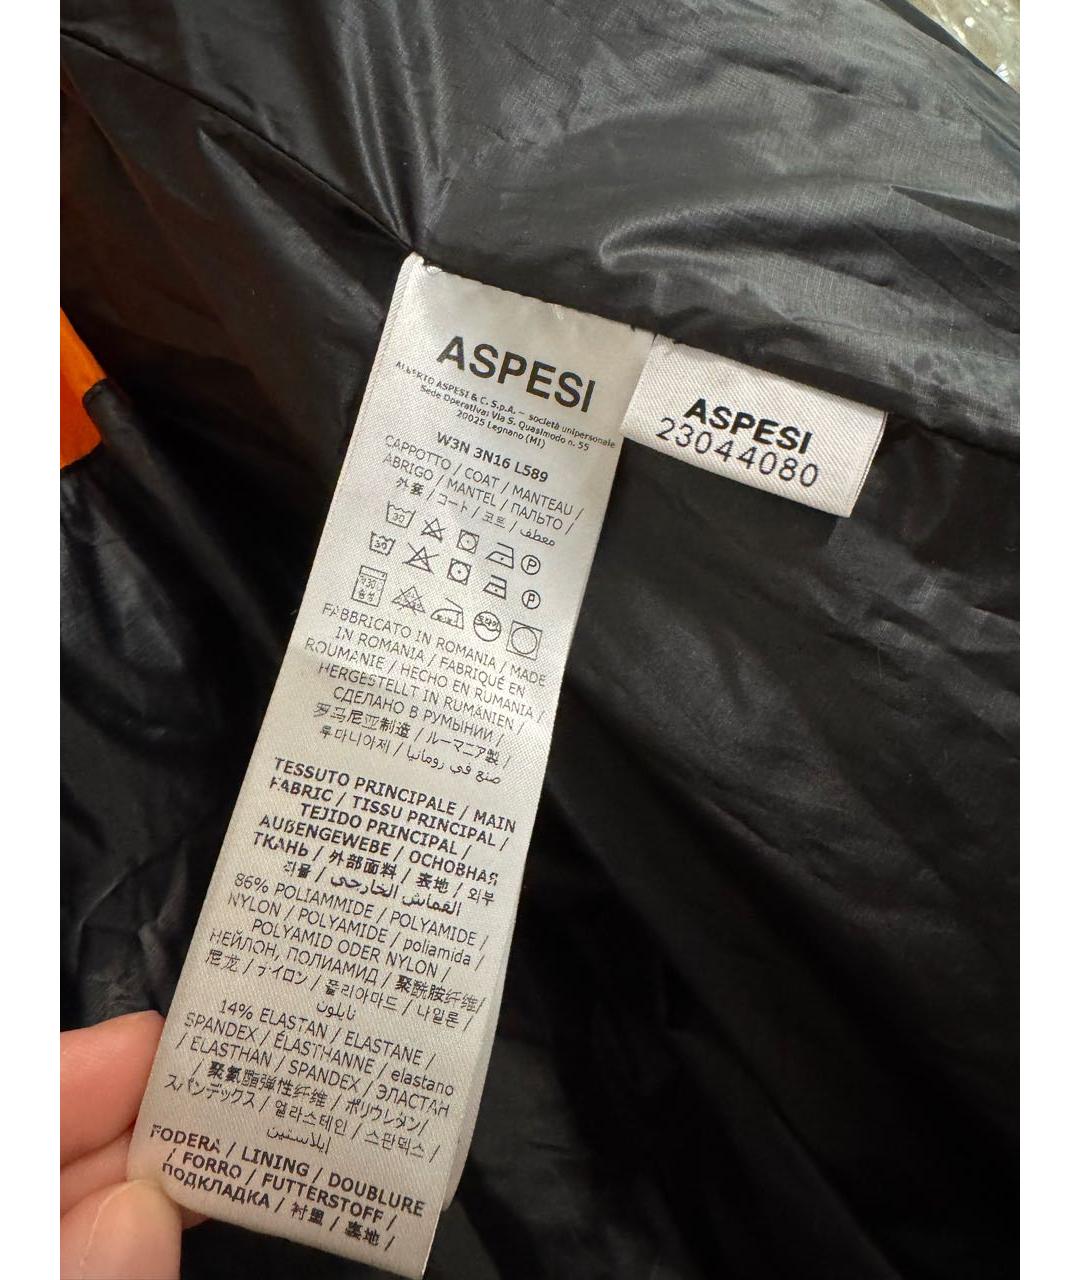 ASPESI
ALBERTO ASPESI & C. S.p.A. – società unipersonale
Sede Operativa: Via S. Quasimodo n. 55
20025 Legnano (MI)
W3N 3N16 L589
CAPPOTTO / COAT / MANTEAU /
ABRIGO / MANTEL / ПАЛЬТО /
外套 / コート / 코트 / معطف
30 P
30 P
FABBRICATO IN ROMANIA / MADE
IN ROMANIA / FABRIQUÉ EN
ROUMANIE / HECHO EN RUMANIA /
HERGESTELLT IN RUMÄNIEN /
СДЕЛАНО В РУМЫНИИ /
罗马尼亚制造 / ルーマニア製 /
루마니아제 / صنع في رومانيا
TESSUTO PRINCIPALE / MAIN
FABRIC / TISSU PRINCIPAL /
TEJIDO PRINCIPAL /
AUßENGEWEBE / ОСНОВНАЯ
ТКАНЬ / 外部面料 / 表地 / 외부
직물 / القماش الخارجي
86% POLIAMMIDE / POLYAMIDE /
NYLON / POLYAMIDE / poliamida /
POLYAMID ODER NYLON /
НЕЙЛОН, ПОЛИАМИД / 聚酰胺纤维/
尼龙 / ナイロン / 폴리아마드 / 나일론 /
نايلون
14% ELASTAN / ELASTANE /
SPANDEX / ÉLASTHANNE / elastano
/ ELASTHAN / SPANDEX / ЭЛАСТАН
/ 聚氨酯弹性纤维 / ポリウレタン/
スパンデックス / 엘라스테인 / 스판덱스 /
إيلاستين
FODERA / LINING / DOUBLURE
/ FORRO / FUTTERSTOFF /
ПОДКЛАДКА / 衬里 / 裏地 /
ASPESI
23044080